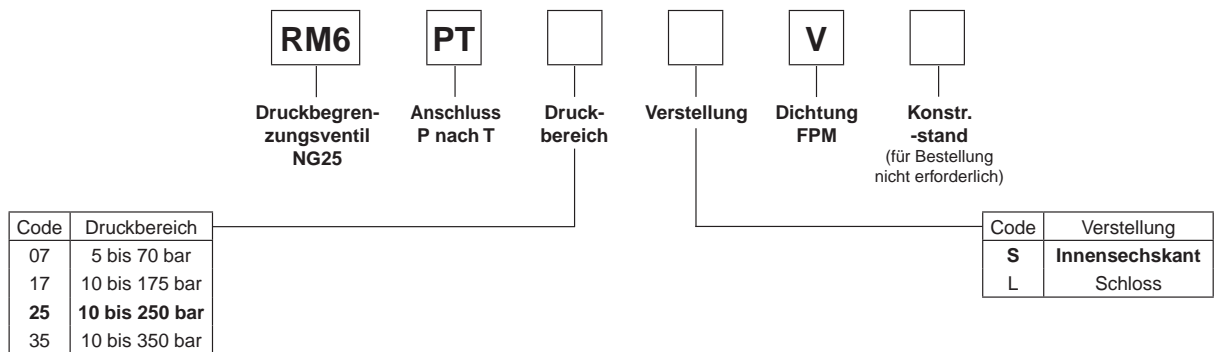 RM6 PT V
Druckbegren-
zungsventil
NG25
Anschluss
P nach T
Druck-
bereich
Verstellung
Dichtung
FPM
Konstr.
-stand
(für Bestellung
nicht erforderlich)
Code Druckbereich
07 5 bis 70 bar
17 10 bis 175 bar
25 10 bis 250 bar
35 10 bis 350 bar
Code Verstellung
S Innensechskant
L Schloss